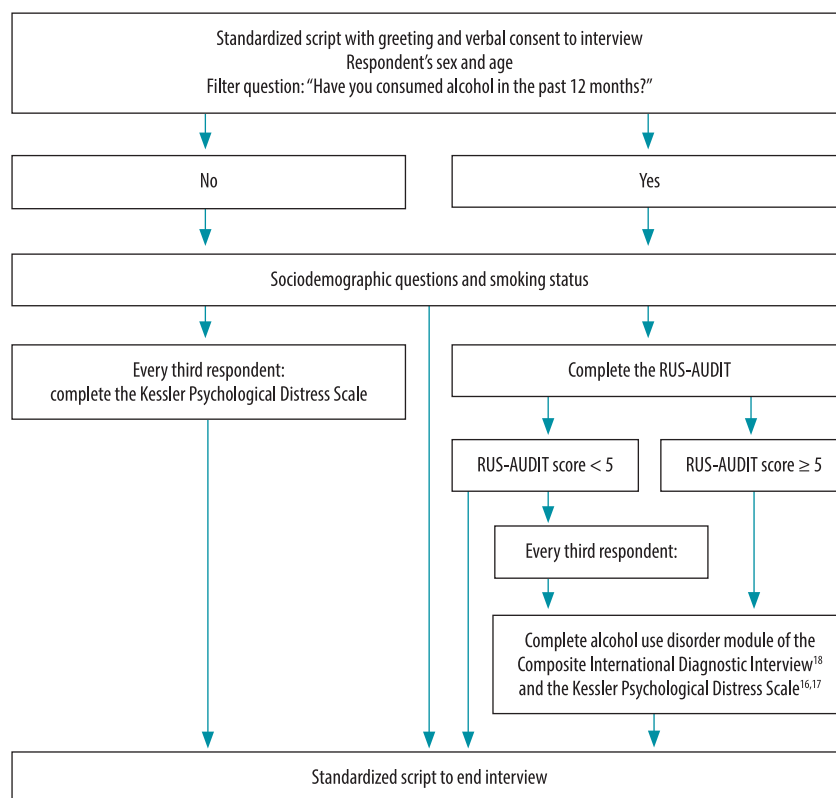 Standardized script with greeting and verbal consent to interview
Respondent's sex and age
Filter question: “Have you consumed alcohol in the past 12 months?”
No
Yes
Sociodemographic questions and smoking status
Every third respondent:
complete the Kessler Psychological Distress Scale
Complete the RUS-AUDIT
RUS-AUDIT score < 5
RUS-AUDIT score ≥ 5
Every third respondent:
Complete alcohol use disorder module of the
Composite International Diagnostic Interview¹⁸
and the Kessler Psychological Distress Scale¹⁶,¹⁷
Standardized script to end interview